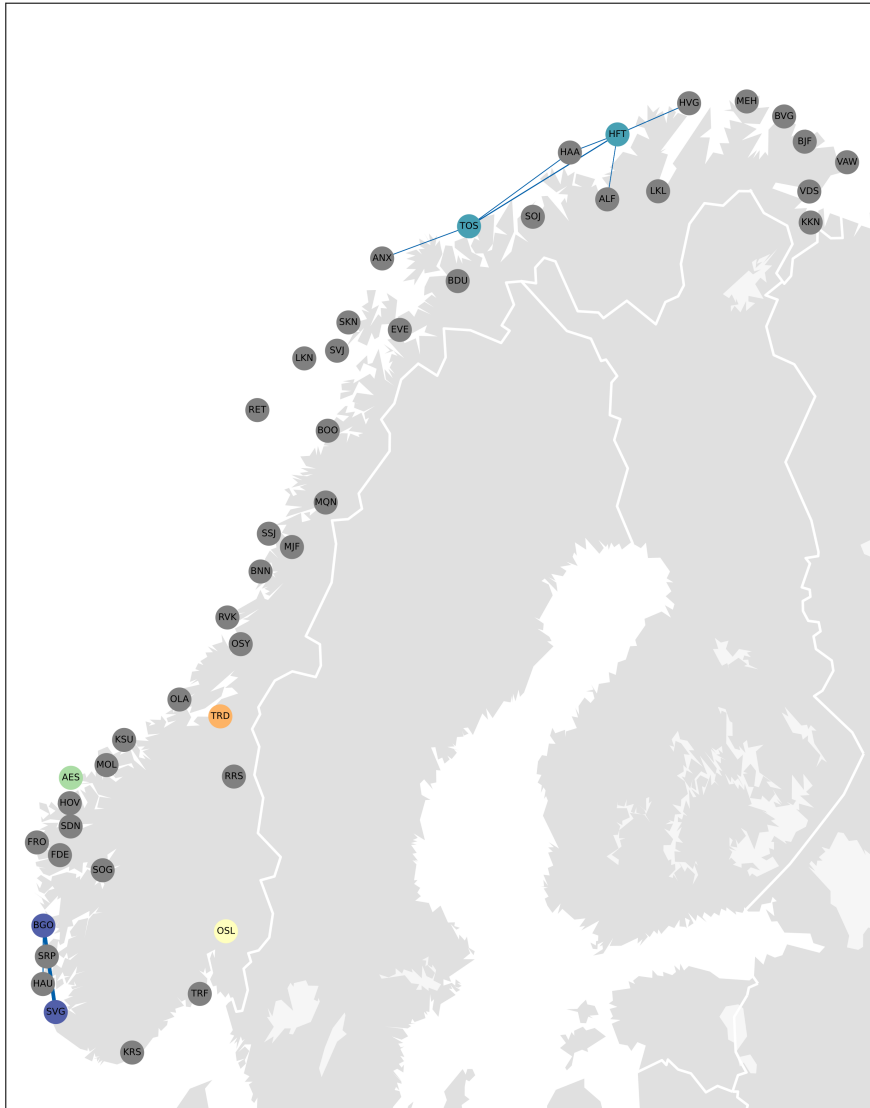 HVG
MEH
BVG
HFT
BJF
HAA
VAW
LKL
VDS
ALF
SOJ
KKN
TOS
ANX
BDU
SKN
EVE
SVJ
LKN
RET
BOO
MQN
SSJ
MJF
BNN
RVK
OSY
OLA
TRD
KSU
MOL
RRS
AES
HOV
SDN
FRO
FDE
SOG
BGO
OSL
SRP
HAU
TRF
SVG
KRS